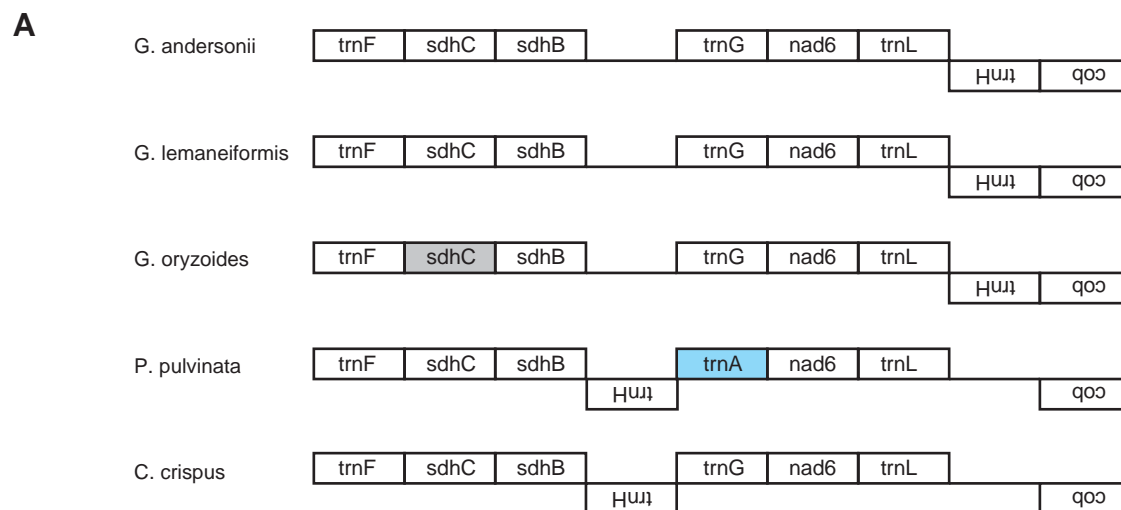 A
G. andersonii trnF sdhC sdhB trnG nad6 trnL
trnH cob
G. lemaneiformis trnF sdhC sdhB trnG nad6 trnL
trnH cob
G. oryzoides trnF sdhC sdhB trnG nad6 trnL
trnH cob
P. pulvinata trnF sdhC sdhB trnA nad6 trnL
trnH cob
C. crispus trnF sdhC sdhB trnG nad6 trnL
trnH cob